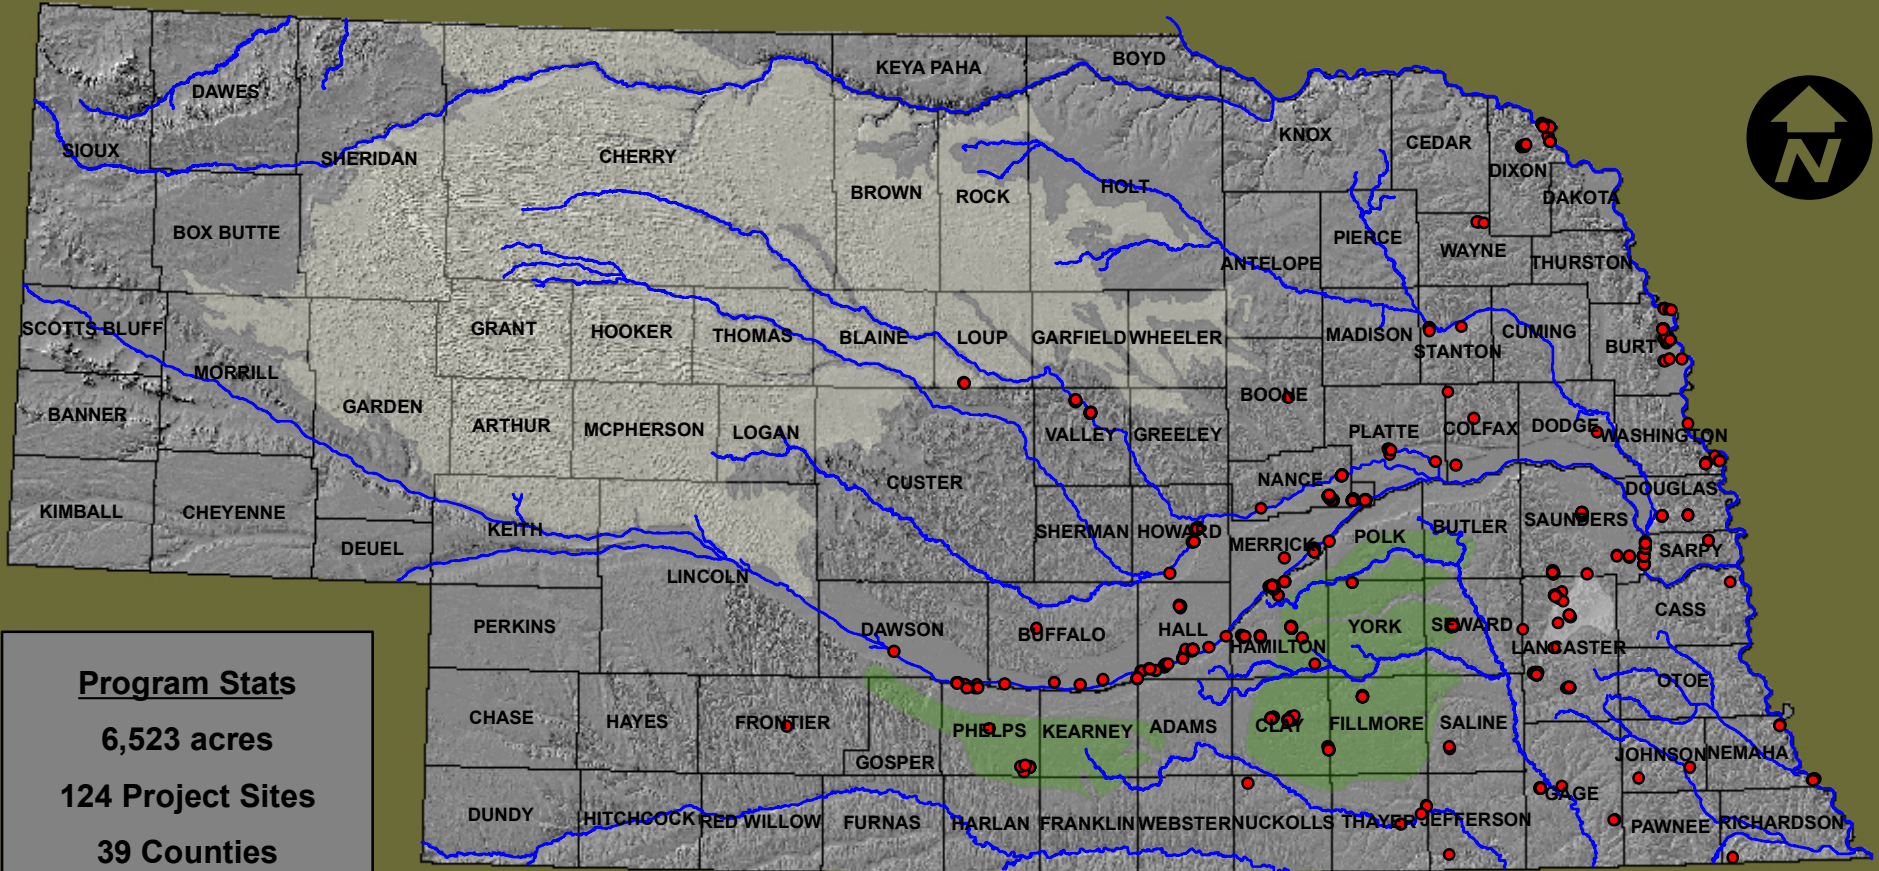 KEYA PAHA
BOYD
DAWES
SIOUX
SHERIDAN
CHERRY
KNOX
CEDAR
DIXON
BROWN
ROCK
HOLT
DAKOTA
BOX BUTTE
PIERCE
WAYNE
ANTELOPE
THURSTON
SCOTTS BLUFF
GRANT
HOOKER
THOMAS
BLAINE
LOUP
GARFIELD
WHEELER
MADISON
STANTON
CUMING
BURT
MORRILL
BANNER
GARDEN
ARTHUR
MCPHERSON
LOGAN
VALLEY
GREELEY
BOONE
PLATTE
COLFAX
DODGE
WASHINGTON
KIMBALL
CHEYENNE
DEUEL
KEITH
CUSTER
SHERMAN
HOWARD
NANCE
MERRICK
POLK
BUTLER
SAUNDERS
DOUGLAS
SARPY
LINCOLN
PERKINS
DAWSON
BUFFALO
HALL
HAMILTON
YORK
SEWARD
LANCASTER
CASS
OTOE
CHASE
HAYES
FRONTIER
GOSPER
PHELPS
KEARNEY
ADAMS
CLAY
FILLMORE
SALINE
JOHNSON
NEMAHA
GAGE
DUNDY
HITCHCOCK
RED WILLOW
FURNAS
HARLAN
FRANKLIN
WEBSTER
NUCKOLLS
THAYER
JEFFERSON
PAWNEE
RICHARDSON
N
Program Stats
6,523 acres
124 Project Sites
39 Counties